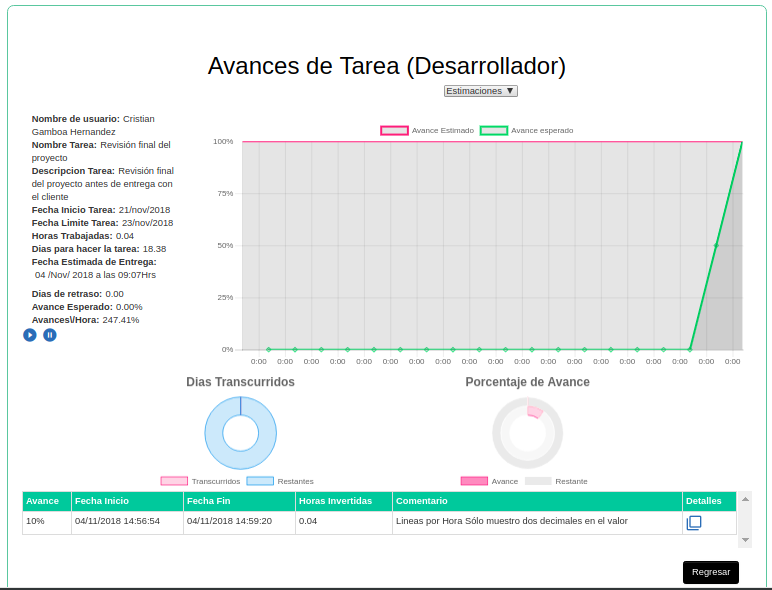 Avances de Tarea (Desarrollador)
Estimaciones ▼
Nombre de usuario: Cristian
Gamboa Hernandez
Nombre Tarea: Revisión final del
proyecto
Descripcion Tarea: Revisión final
del proyecto antes de entrega con
el cliente
Fecha Inicio Tarea: 21/nov/2018
Fecha Limite Tarea: 23/nov/2018
Horas Trabajadas: 0.04
Dias para hacer la tarea: 18.38
Fecha Estimada de Entrega:
04 /Nov/ 2018 a las 09:07Hrs
Dias de retraso: 0.00
Avance Esperado: 0.00%
Avances\/Hora: 247.41%
Avance Estimado Avance esperado
100%
75%
50%
25%
0%
0:00 0:00 0:00 0:00 0:00 0:00 0:00 0:00 0:00 0:00 0:00 0:00 0:00 0:00 0:00 0:00 0:00 0:00 0:00
Dias Transcurridos
Transcurridos Restantes
Porcentaje de Avance
Avance Restante
Avance Fecha Inicio Fecha Fin Horas Invertidas Comentario Detalles
10% 04/11/2018 14:56:54 04/11/2018 14:59:20 0.04 Lineas por Hora Sólo muestro dos decimales en el valor
Regresar